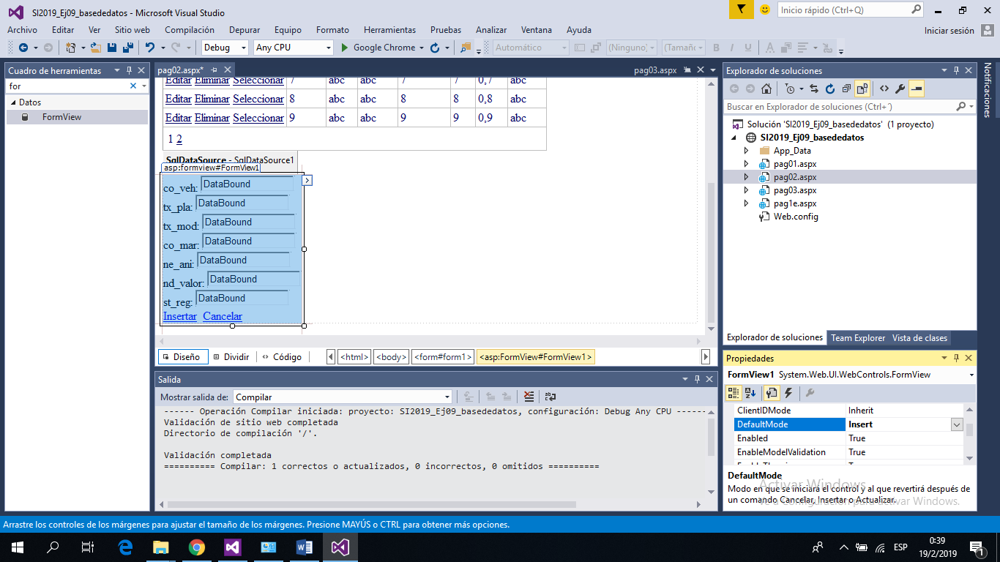 SI2019_Ej09_basededatos - Microsoft Visual Studio
Inicio rápido (Ctrl+Q)
Archivo Editar Ver Sitio web Compilación Depurar Equipo Formato Herramientas Pruebas Analizar Ventana Ayuda
Iniciar sesión
Debug Any CPU Google Chrome Automático (Ninguno) (Tamaño
Cuadro de herramientas
for
Datos
FormView
pag02.aspx*
pag03.aspx
Editar Eliminar Seleccionar 7 abc abc 7 7 0,7 abc
Editar Eliminar Seleccionar 8 abc abc 8 8 0,8 abc
Editar Eliminar Seleccionar 9 abc abc 9 9 0,9 abc
1 2
SqlDataSource - SqlDataSource1
asp:formview#FormView1
co_veh: DataBound
tx_pla: DataBound
tx_mod: DataBound
co_mar: DataBound
ne_ani: DataBound
nd_valor: DataBound
st_reg: DataBound
Insertar Cancelar
Diseño Dividir Código <html> <body> <form#form1> <asp:FormView#FormView1>
Salida
Mostrar salida de: Compilar
------ Operación Compilar iniciada: proyecto: SI2019_Ej09_basededatos, configuración: Debug Any CPU ------
Validación de sitio web completada
Directorio de compilación '/'.
Validación completada
========== Compilar: 1 correctos o actualizados, 0 incorrectos, 0 omitidos ==========
Explorador de soluciones
Buscar en Explorador de soluciones (Ctrl+´)
Solución 'SI2019_Ej09_basededatos' (1 proyecto)
SI2019_Ej09_basededatos
App_Data
pag01.aspx
pag02.aspx
pag03.aspx
pag1e.aspx
Web.config
Explorador de soluciones Team Explorer Vista de clases
Notificaciones
Propiedades
FormView1 System.Web.UI.WebControls.FormView
ClientIDMode Inherit
DefaultMode Insert
Enabled True
EnableModelValidation True
DefaultMode
Modo en que se iniciará el control y al que revertirá después de
un comando Cancelar, Insertar o Actualizar.
Activar Windows
Ve a Configuración para activar Windows.
Arrastre los controles de los márgenes para ajustar el tamaño de los márgenes. Presione MAYÚS o CTRL para obtener más opciones.
ESP
0:39
19/2/2019
1